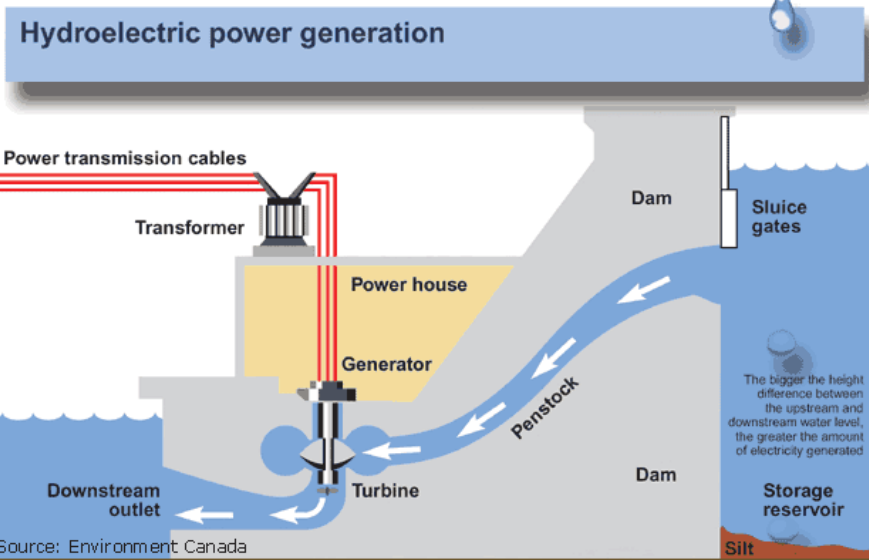 Hydroelectric power generation
Power transmission cables
Transformer
Dam
Sluice
gates
Power house
Generator
Penstock
The bigger the height
difference between
the upstream and
downstream water level,
the greater the amount
of electricity generated
Turbine
Dam
Downstream
outlet
Storage
reservoir
Source: Environment Canada
Silt